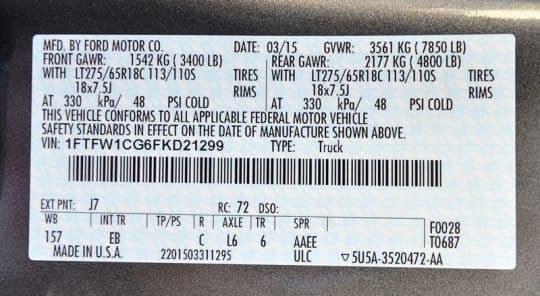 MFD. BY FORD MOTOR CO. DATE: 03/15 GVWR: 3561 KG (7850 LB)
FRONT GAWR: 1542 KG (3400 LB) REAR GAWR: 2177 KG (4800 LB)
WITH LT275/65R18C 113/110S TIRES LT275/65R18C 113/110S TIRES
18x7.5J RIMS WITH 18x7.5J RIMS
AT 330 kPa/ 48 PSI COLD AT 330 kPa/ 48 PSI COLD
THIS VEHICLE CONFORMS TO ALL APPLICABLE FEDERAL MOTOR VEHICLE
SAFETY STANDARDS IN EFFECT ON THE DATE OF MANUFACTURE SHOWN ABOVE.
VIN: 1FTFW1CG6FKD21299 TYPE: Truck
EXT PNT: J7 RC: 72 DSO:
WB INT TR TP/PS R AXLE TR SPR F0028
157 EB C L6 6 AAEE T0687
MADE IN U.S.A. 2201503311295 ULC ▽5U5A-3520472-AA